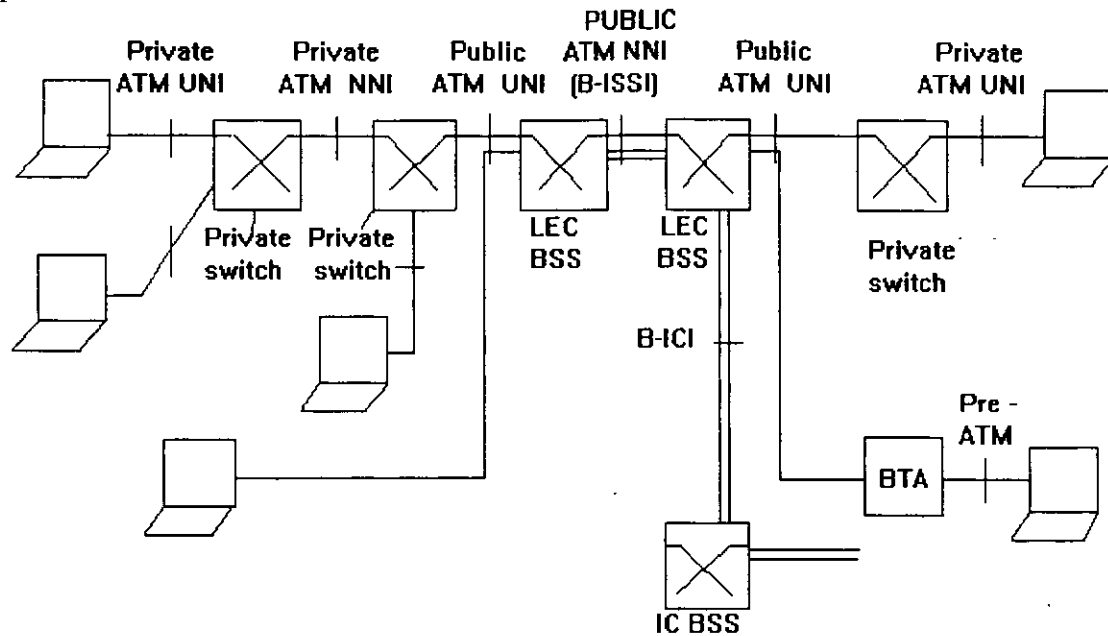 Private
ATM UNI
Private
ATM NNI
Public
ATM UNI
PUBLIC
ATM NNI
(B-ISSI)
Public
ATM UNI
Private
ATM UNI
Private
switch
Private
switch
LEC
BSS
LEC
BSS
Private
switch
B-ICI
Pre -
ATM
BTA
IC BSS